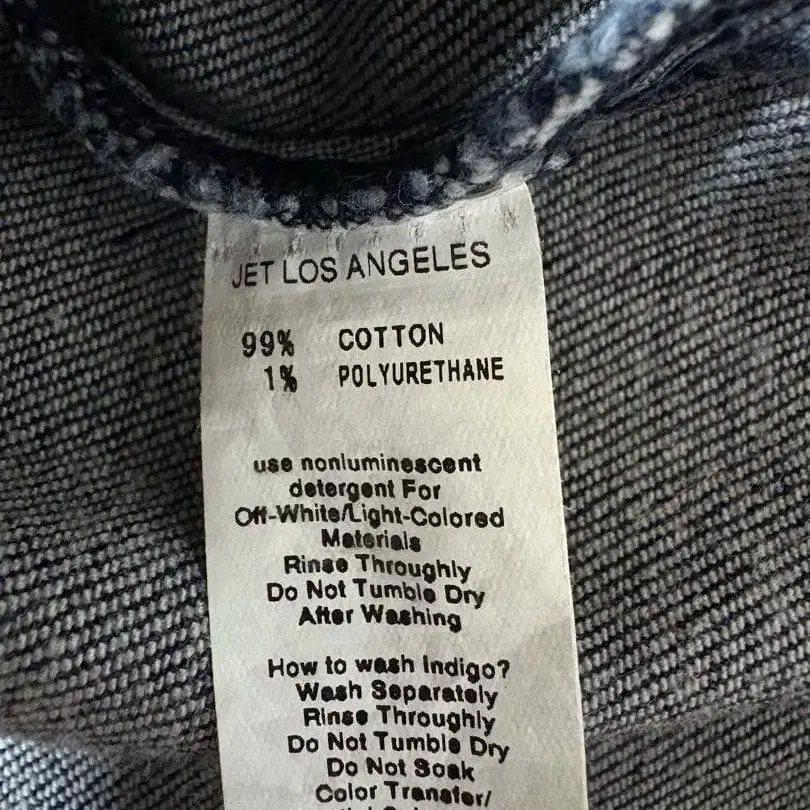 JET LOS ANGELES
99% COTTON
1% POLYURETHANE
use nonluminescent
detergent For
Off-White/Light-Colored
Materials
Rinse Throughly
Do Not Tumble Dry
After Washing
How to wash Indigo?
Wash Separately
Rinse Throughly
Do Not Tumble Dry
Do Not Soak
Color Transfer/